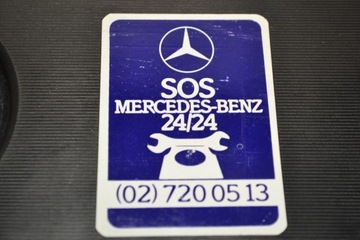 SOS
MERCEDES-BENZ
24/24
(02) 720 05 13